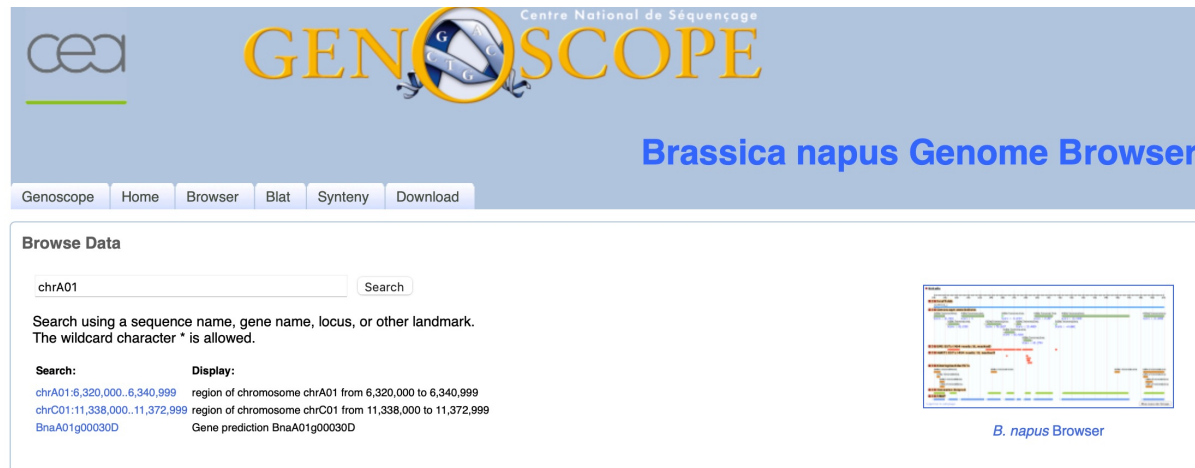 cea
Centre National de Séquençage
GENOSCOPE
G
A
C
G
C
T
G
Brassica napus Genome Browser
Genoscope Home Browser Blat Synteny Download
Browse Data
chrA01 Search
Search using a sequence name, gene name, locus, or other landmark.
The wildcard character * is allowed.
Search: Display:
chrA01:6,320,000..6,340,999 region of chromosome chrA01 from 6,320,000 to 6,340,999
chrC01:11,338,000..11,372,999 region of chromosome chrC01 from 11,338,000 to 11,372,999
BnaA01g00030D Gene prediction BnaA01g00030D
B. napus Browser